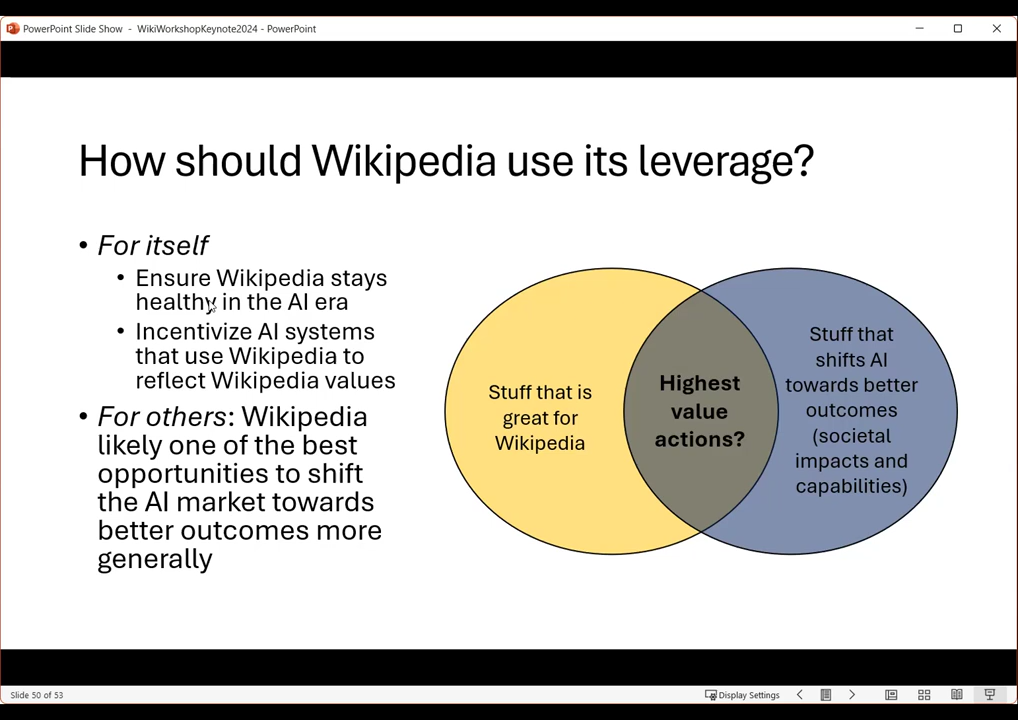 PowerPoint Slide Show - WikiWorkshopKeynote2024 - PowerPoint
How should Wikipedia use its leverage?
• For itself
• Ensure Wikipedia stays
healthy in the AI era
• Incentivize AI systems
that use Wikipedia to
reflect Wikipedia values
• For others: Wikipedia
likely one of the best
opportunities to shift
the AI market towards
better outcomes more
generally
Stuff that is
great for
Wikipedia
Highest
value
actions?
Stuff that
shifts AI
towards better
outcomes
(societal
impacts and
capabilities)
Slide 50 of 53
Display Settings